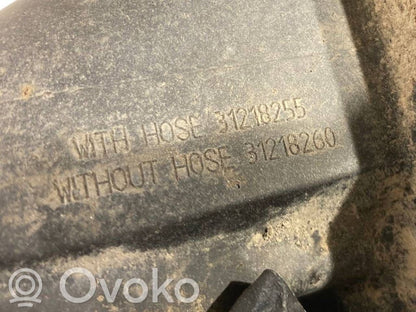 WITH HOSE 31218255
WITHOUT HOSE 31218260
Ovoko